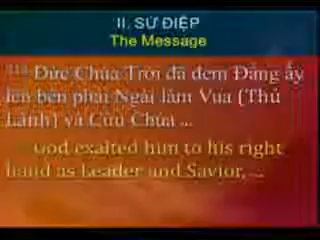 II. SỨ ĐIỆP
The Message
Đức Chúa Trời đã đem Đấng ấy
lên bên phải Ngài làm Vua (Thủ
Lãnh) và Cứu Chúa ...
God exalted him to his right
hand as Leader and Savior, ...